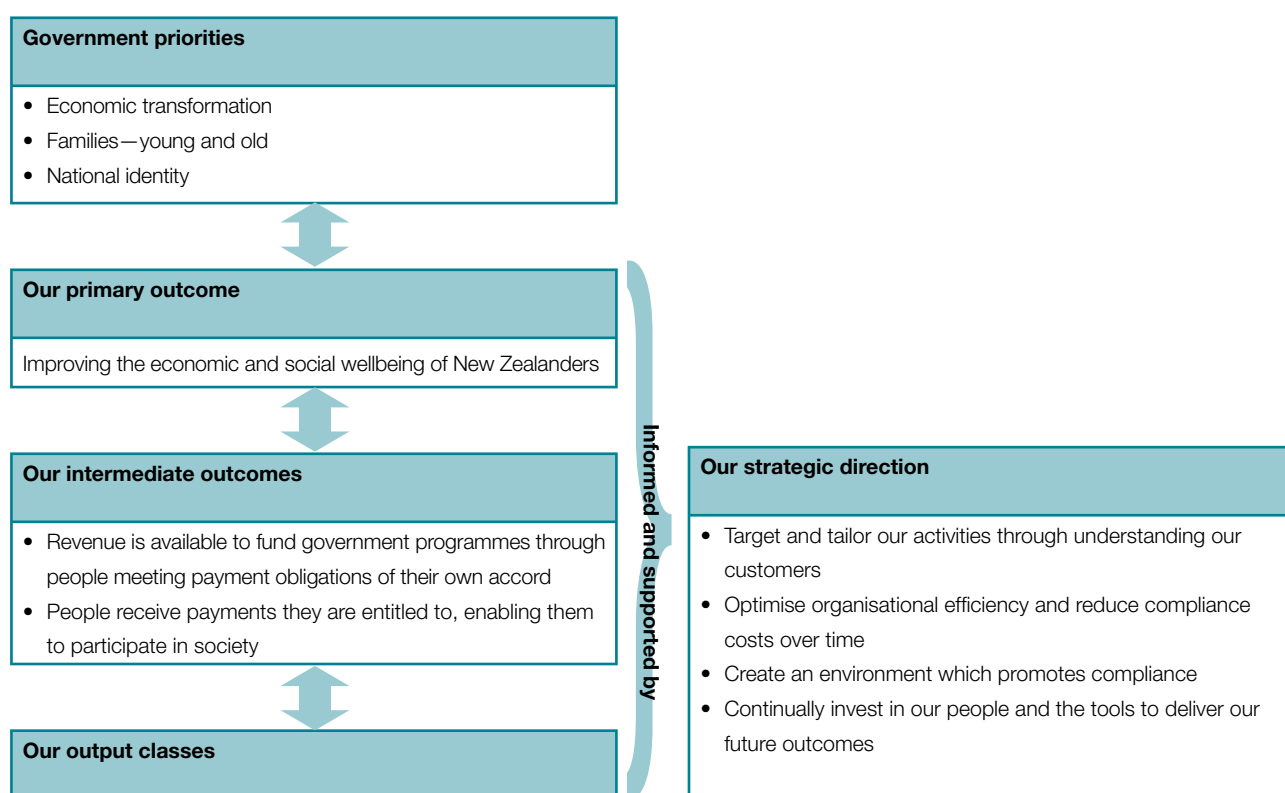 Government priorities
• Economic transformation
• Families—young and old
• National identity
Our primary outcome
Improving the economic and social wellbeing of New Zealanders
Our intermediate outcomes
• Revenue is available to fund government programmes through
people meeting payment obligations of their own accord
• People receive payments they are entitled to, enabling them
to participate in society
Our output classes
Informed and supported by
Our strategic direction
• Target and tailor our activities through understanding our
customers
• Optimise organisational efficiency and reduce compliance
costs over time
• Create an environment which promotes compliance
• Continually invest in our people and the tools to deliver our
future outcomes